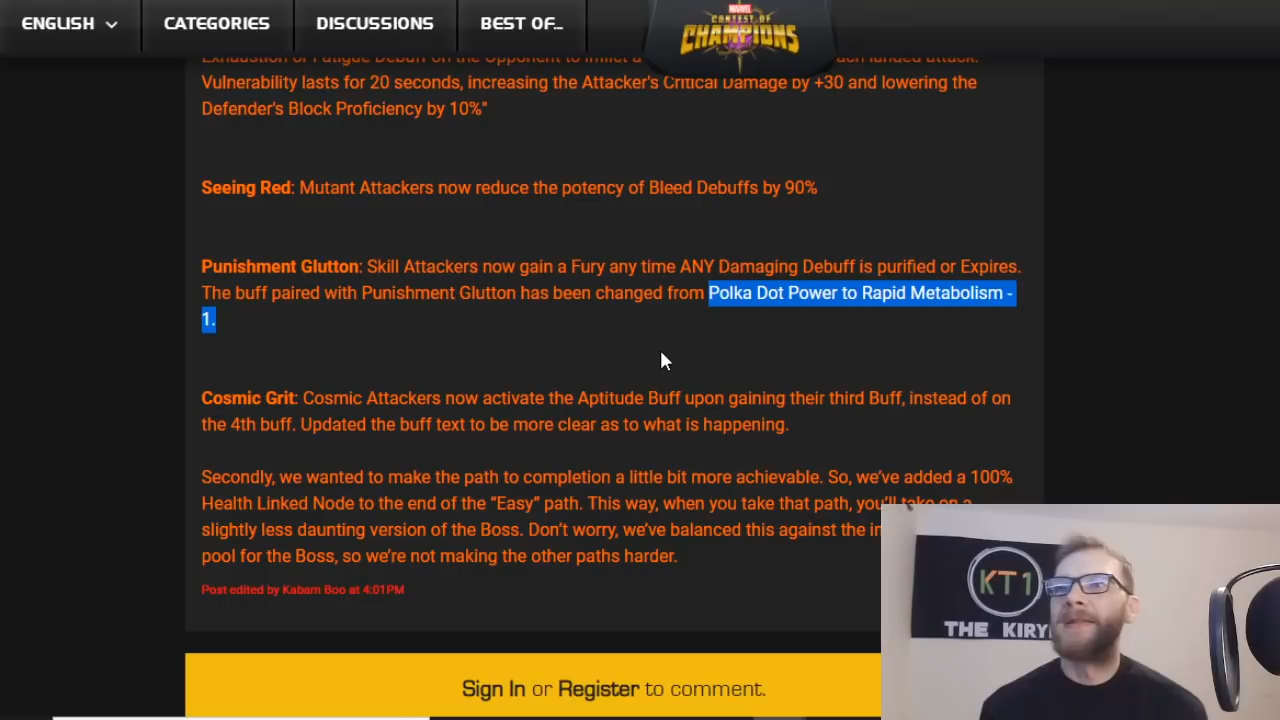 ENGLISH CATEGORIES DISCUSSIONS BEST OF...
MARVEL
CONTEST OF
CHAMPIONS
Exhaustion or Fatigue Debuff on the Opponent to inflict a ach landed attack.
Vulnerability lasts for 20 seconds, increasing the Attacker's Critical Damage by +30 and lowering the
Defender's Block Proficiency by 10%"
Seeing Red: Mutant Attackers now reduce the potency of Bleed Debuffs by 90%
Punishment Glutton: Skill Attackers now gain a Fury any time ANY Damaging Debuff is purified or Expires.
The buff paired with Punishment Glutton has been changed from Polka Dot Power to Rapid Metabolism -
1.
Cosmic Grit: Cosmic Attackers now activate the Aptitude Buff upon gaining their third Buff, instead of on
the 4th buff. Updated the buff text to be more clear as to what is happening.
Secondly, we wanted to make the path to completion a little bit more achievable. So, we've added a 100%
Health Linked Node to the end of the “Easy” path. This way, when you take that path, you'll take on a
slightly less daunting version of the Boss. Don't worry, we've balanced this against the in
pool for the Boss, so we're not making the other paths harder.
Post edited by Kabam Boo at 4:01PM
KT1
THE KIRY
Sign In or Register to comment.